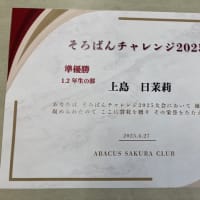 そろばんチャレンジ2025
準優勝
1.2年生の部
上島 日茉莉
あなたは そろばんチャレンジ2025大会において
ここに賞状を贈り その栄誉をたたえ
2025.4.27
ABACUS SAKURA CLUB